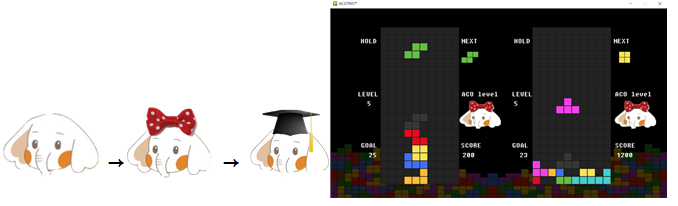 ACOTRIS™
HOLD
NEXT
LEVEL
5
ACO level
GOAL
25
SCORE
200
HOLD
NEXT
LEVEL
5
ACO level
GOAL
23
SCORE
1200